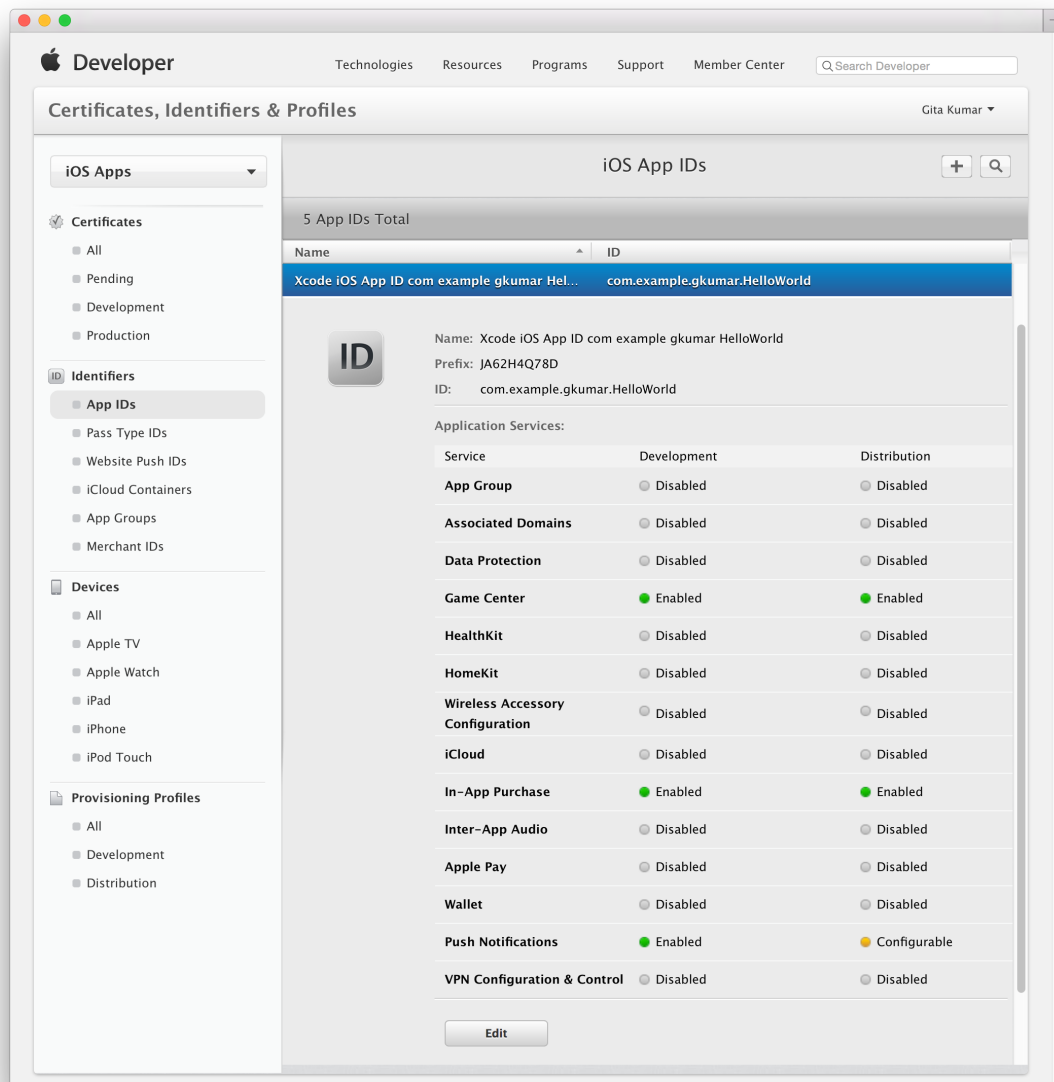 Developer
Technologies Resources Programs Support Member Center Search Developer
Certificates, Identifiers & Profiles
Gita Kumar
iOS Apps
Certificates
All
Pending
Development
Production
ID Identifiers
App IDs
Pass Type IDs
Website Push IDs
iCloud Containers
App Groups
Merchant IDs
Devices
All
Apple TV
Apple Watch
iPad
iPhone
iPod Touch
Provisioning Profiles
All
Development
Distribution
iOS App IDs
5 App IDs Total
Name ID
Xcode iOS App ID com example gkumar Hel... com.example.gkumar.HelloWorld
ID
Name: Xcode iOS App ID com example gkumar HelloWorld
Prefix: JA62H4Q78D
ID: com.example.gkumar.HelloWorld
Application Services:
Service Development Distribution
App Group Disabled Disabled
Associated Domains Disabled Disabled
Data Protection Disabled Disabled
Game Center Enabled Enabled
HealthKit Disabled Disabled
HomeKit Disabled Disabled
Wireless Accessory
Configuration Disabled Disabled
iCloud Disabled Disabled
In-App Purchase Enabled Enabled
Inter-App Audio Disabled Disabled
Apple Pay Disabled Disabled
Wallet Disabled Disabled
Push Notifications Enabled Configurable
VPN Configuration & Control Disabled Disabled
Edit